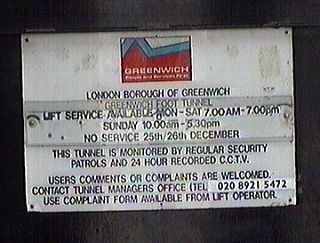 GREENWICH
People and Services First
LONDON BOROUGH OF GREENWICH
GREENWICH FOOT TUNNEL
LIFT SERVICE AVAILABLE MON - SAT 7.00AM - 7.00pm
SUNDAY 10.00am - 5.30pm
NO SERVICE 25th/26th DECEMBER
THIS TUNNEL IS MONITORED BY REGULAR SECURITY
PATROLS AND 24 HOUR RECORDED C.C.T.V.
USERS COMMENTS OR COMPLAINTS ARE WELCOMED.
CONTACT TUNNEL MANAGERS OFFICE (TEL 020 8921 5472
USE COMPLAINT FORM AVAILABLE FROM LIFT OPERATOR.